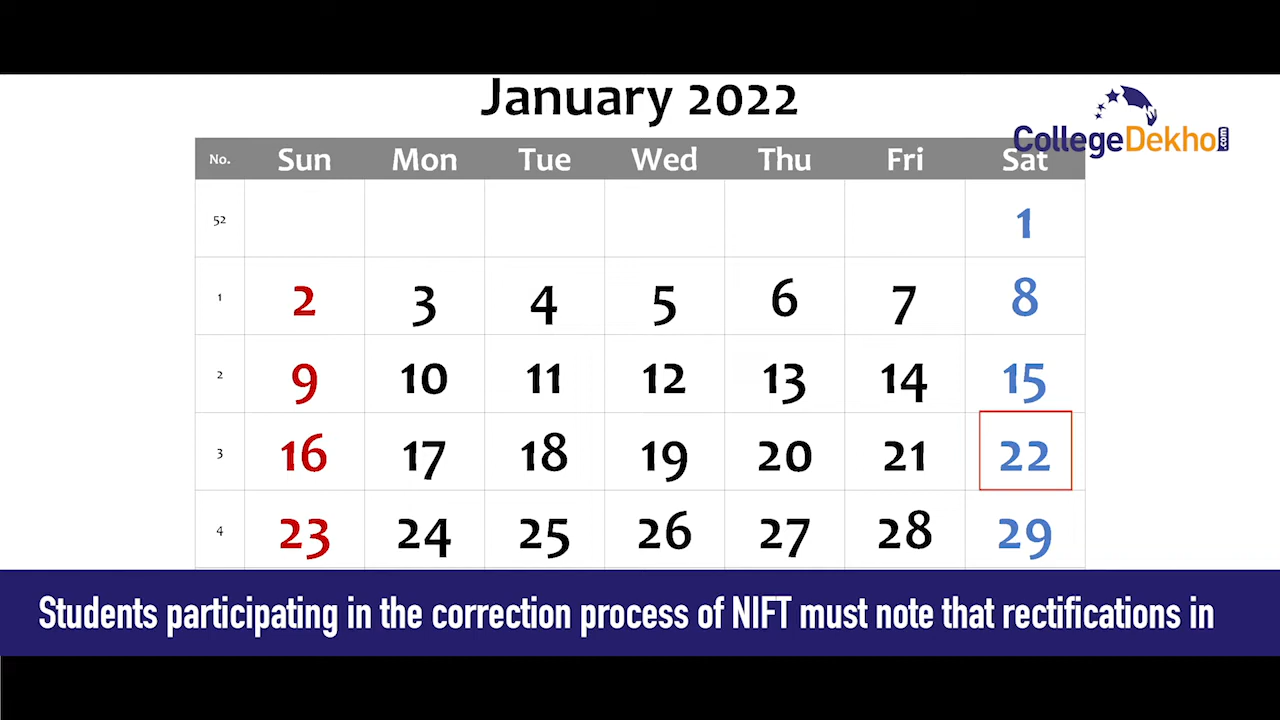 January 2022
CollegeDekho.com
No. Sun Mon Tue Wed Thu Fri Sat
52 1
1 2 3 4 5 6 7 8
2 9 10 11 12 13 14 15
3 16 17 18 19 20 21 22
4 23 24 25 26 27 28 29
Students participating in the correction process of NIFT must note that rectifications in